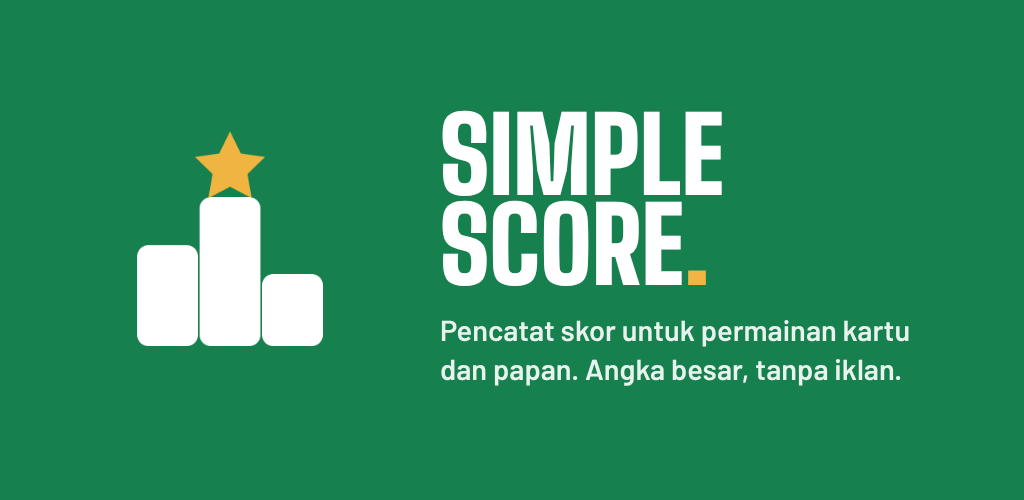 SIMPLE
SCORE.
Pencatat skor untuk permainan kartu
dan papan. Angka besar, tanpa iklan.